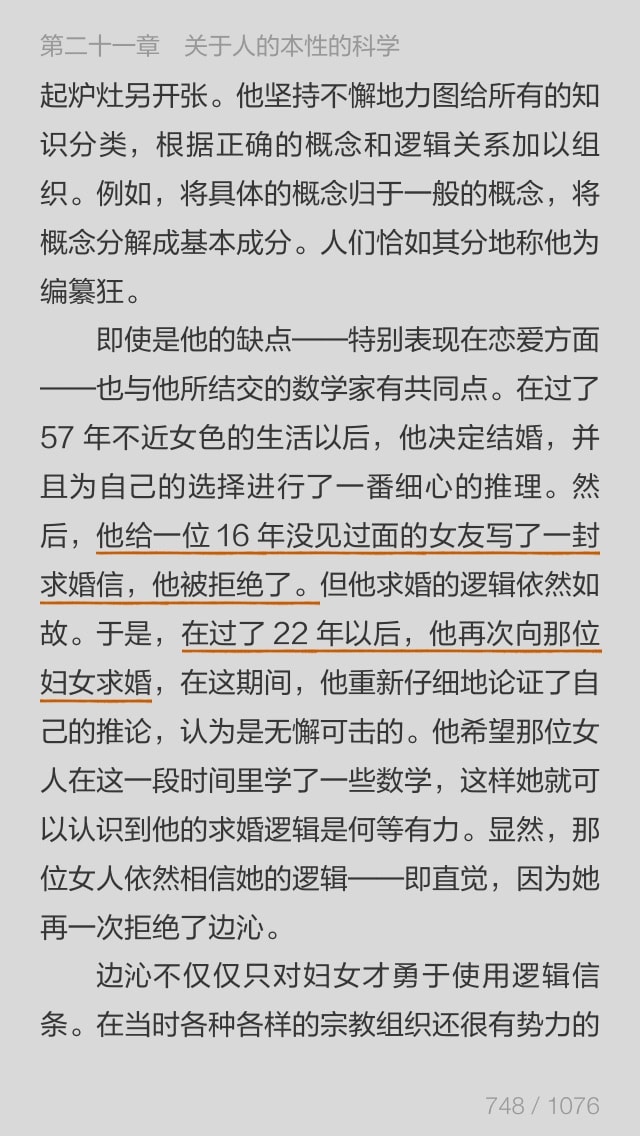 第二十一章　关于人的本性的科学
起炉灶另开张。他坚持不懈地力图给所有的知
识分类，根据正确的概念和逻辑关系加以组
织。例如，将具体的概念归于一般的概念，将
概念分解成基本成分。人们恰如其分地称他为
编纂狂。
即使是他的缺点——特别表现在恋爱方面
——也与他所结交的数学家有共同点。在过了
57 年不近女色的生活以后，他决定结婚，并
且为自己的选择进行了一番细心的推理。然
后，他给一位 16 年没见过面的女友写了一封
求婚信，他被拒绝了。但他求婚的逻辑依然如
故。于是，在过了 22 年以后，他再次向那位
妇女求婚，在这期间，他重新仔细地论证了自
己的推论，认为是无懈可击的。他希望那位女
人在这一段时间里学了一些数学，这样她就可
以认识到他的求婚逻辑是何等有力。显然，那
位女人依然相信她的逻辑——即直觉，因为她
再一次拒绝了边沁。
边沁不仅仅只对妇女才勇于使用逻辑信
条。在当时各种各样的宗教组织还很有势力的
748 / 1076